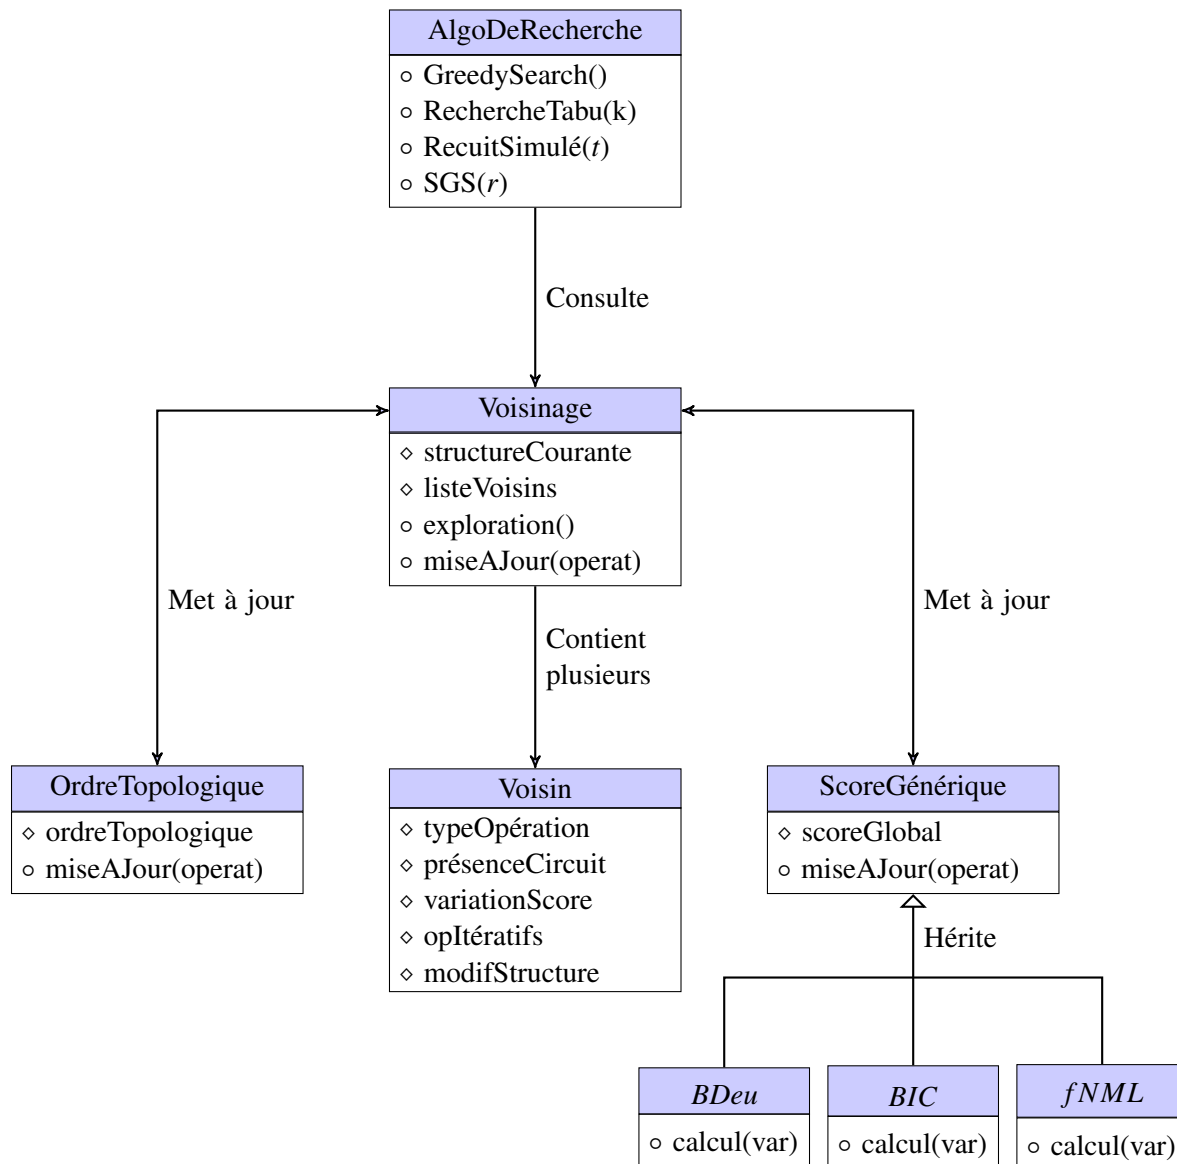 AlgoDeRecherche
GreedySearch()
RechercheTabu(k)
RecuitSimulé(t)
SGS(r)
Consulte
Voisinage
structureCourante
listeVoisins
exploration()
miseAJour(operat)
Met à jour
Contient
plusieurs
Met à jour
OrdreTopologique
ordreTopologique
miseAJour(operat)
Voisin
typeOpération
présenceCircuit
variationScore
opItératifs
modifStructure
ScoreGénérique
scoreGlobal
miseAJour(operat)
Hérite
BDeu
calcul(var)
BIC
calcul(var)
fNML
calcul(var)